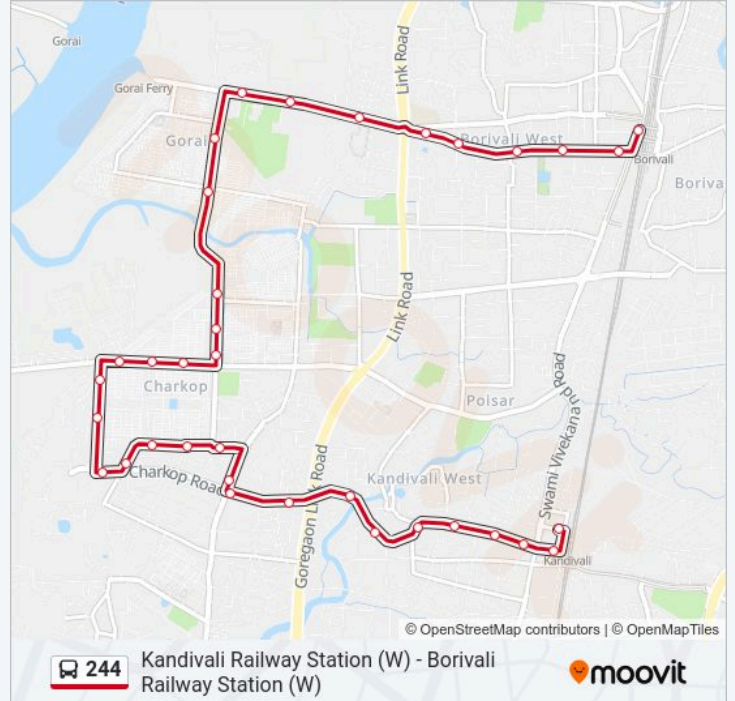 Gorai
Link Road
Gorai Ferry
Gorai
Borivali West
Borivali
Boriva
Link Road
Charkop
Poisar
Swami Vivekanand Road
Charkop Road
Kandivali West
Goregaon Link Road
Kandivali
© OpenStreetMap contributors | © OpenMapTiles
244
Kandivali Railway Station (W) - Borivali
Railway Station (W)
moovit